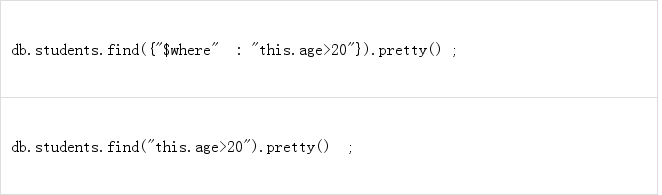 db.students.find({"$where"  : "this.age>20"}).pretty() ;
db.students.find("this.age>20").pretty()  ;